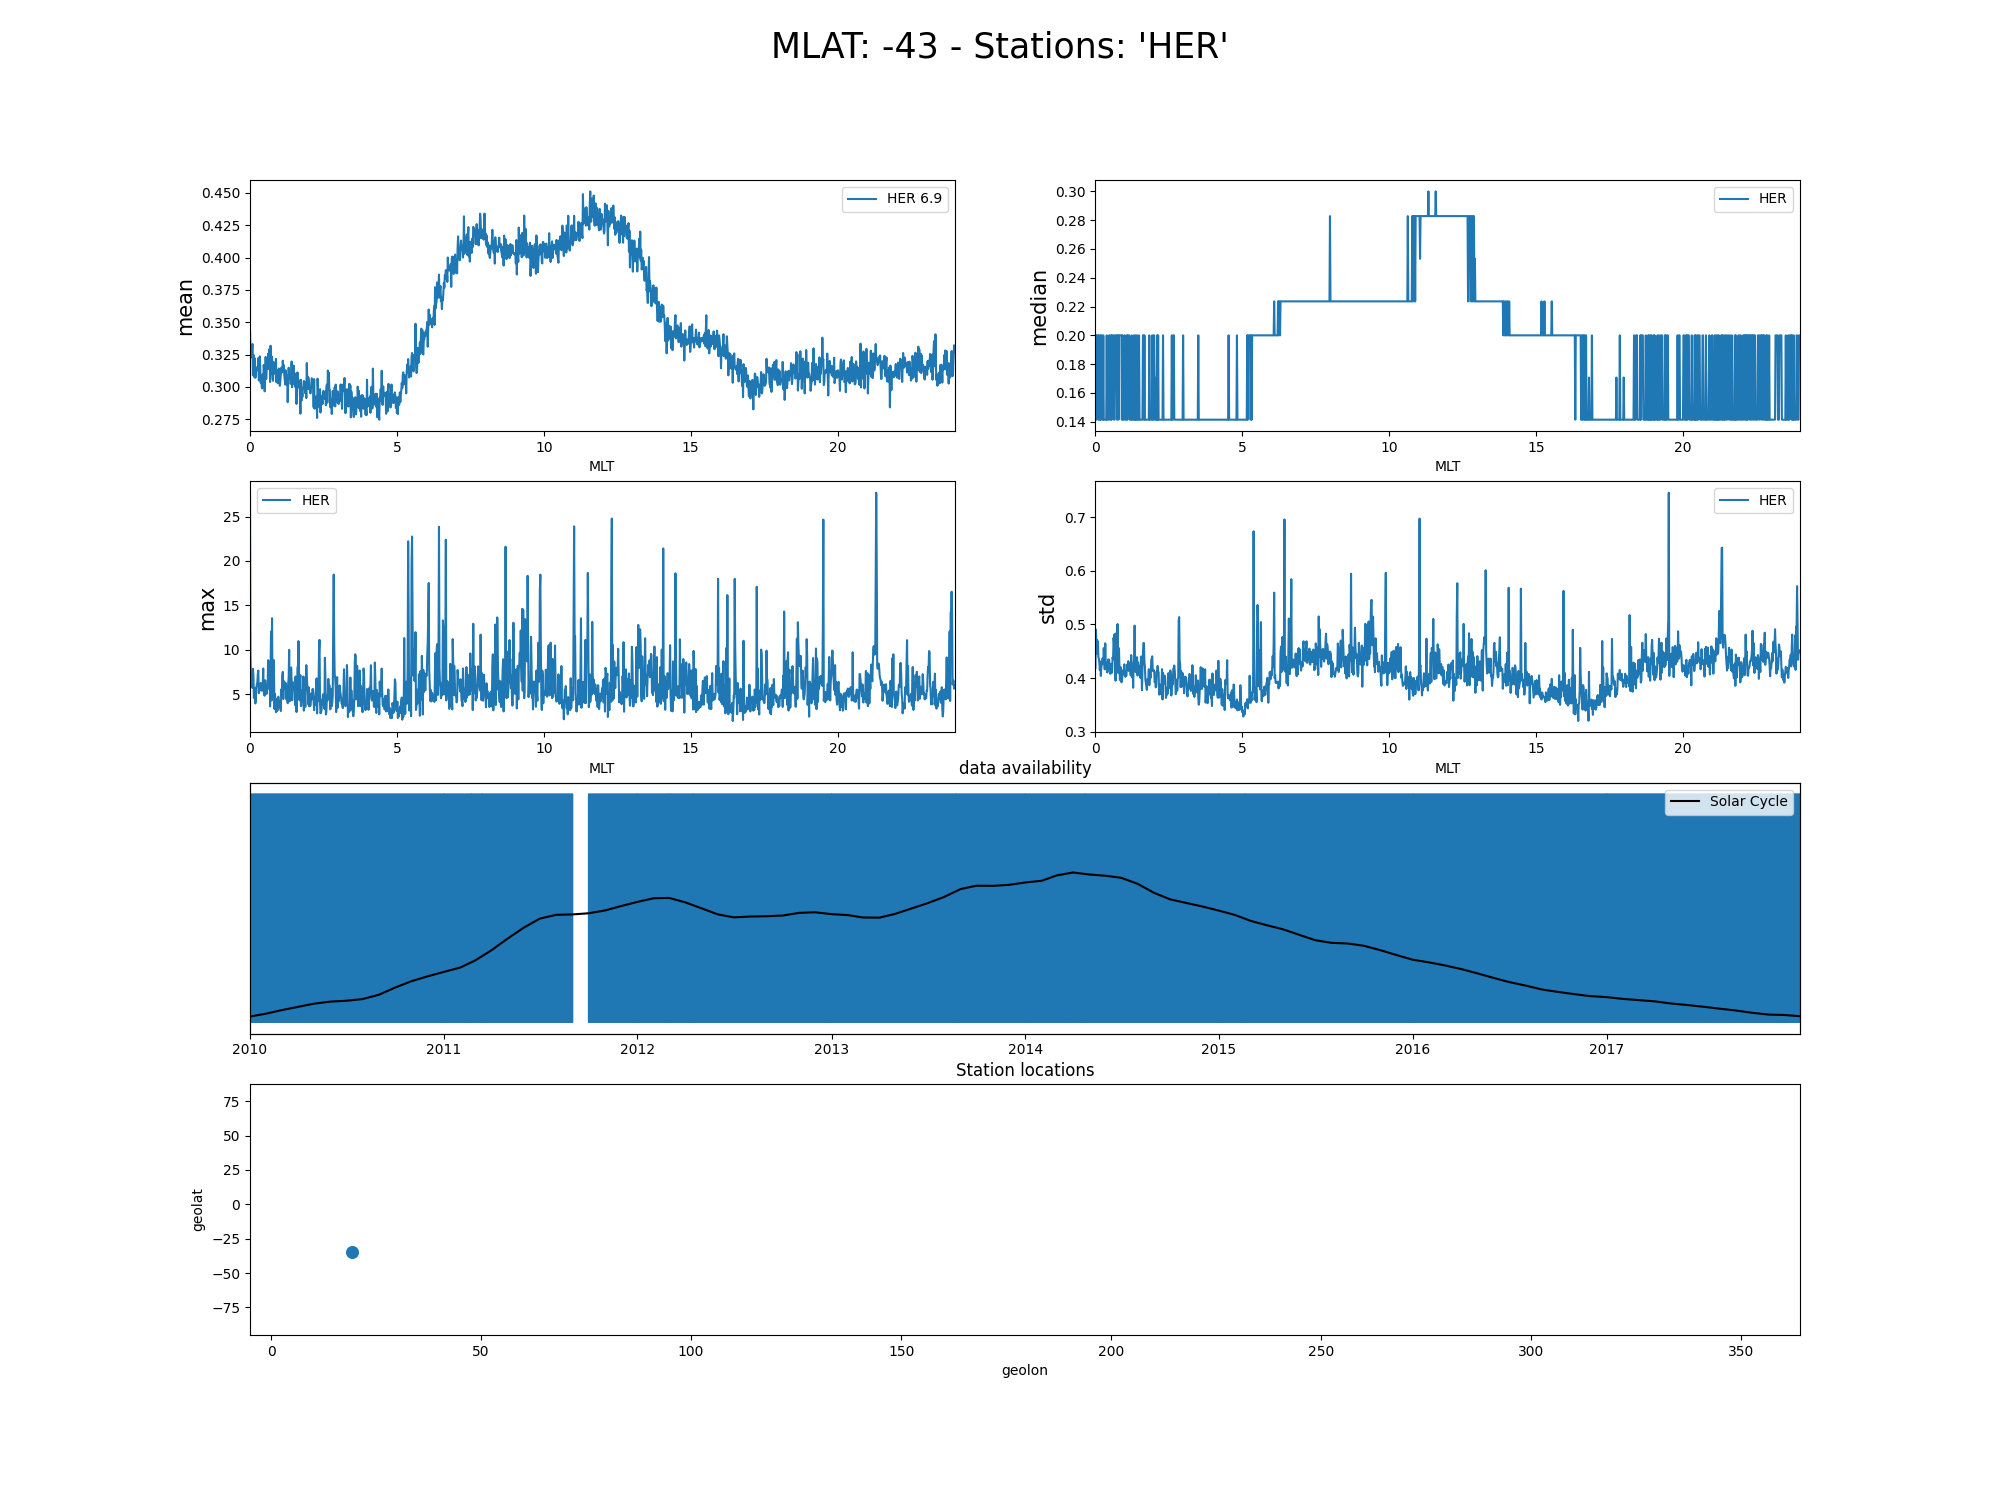 MLAT: -43 - Stations: 'HER'
0.450
0.425
0.400
0.375
0.350
0.325
0.300
0.275
mean
HER 6.9
0 5 10 15 20
MLT
0.30
0.28
0.26
0.24
0.22
0.20
0.18
0.16
0.14
median
HER
0 5 10 15 20
MLT
25
20
15
10
5
max
HER
0 5 10 15 20
MLT
0.7
0.6
0.5
0.4
0.3
std
HER
0 5 10 15 20
MLT
data availability
Solar Cycle
2010 2011 2012 2013 2014 2015 2016 2017
Station locations
75
50
25
0
−25
−50
−75
geolat
0 50 100 150 200 250 300 350
geolon